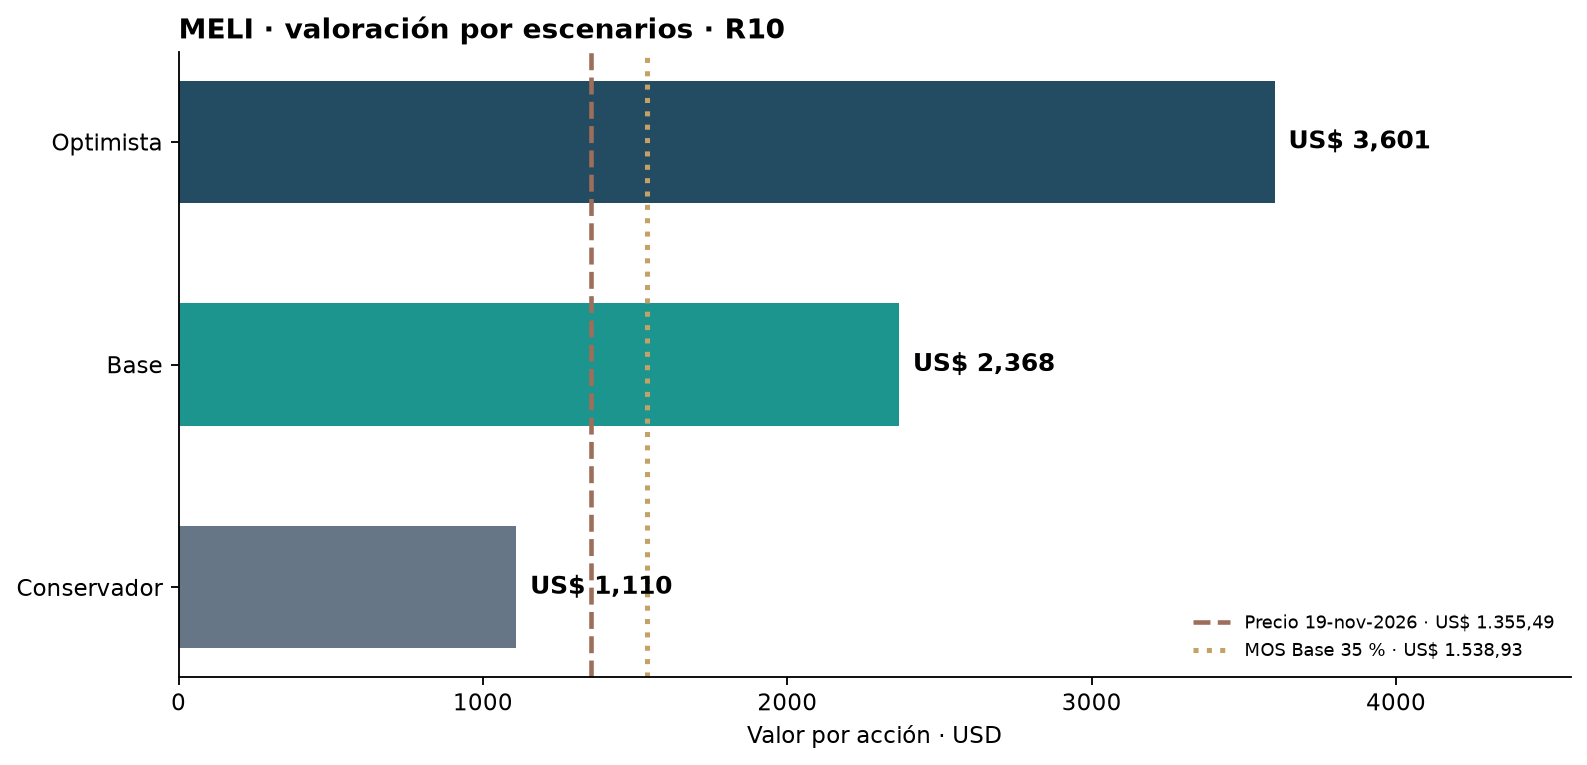 MELI · valoración por escenarios · R10
Optimista
US$ 3,601
Base
US$ 2,368
Conservador
US$ 1,110
Precio 19-nov-2026 · US$ 1.355,49
MOS Base 35 % · US$ 1.538,93
0 1000 2000 3000 4000
Valor por acción · USD